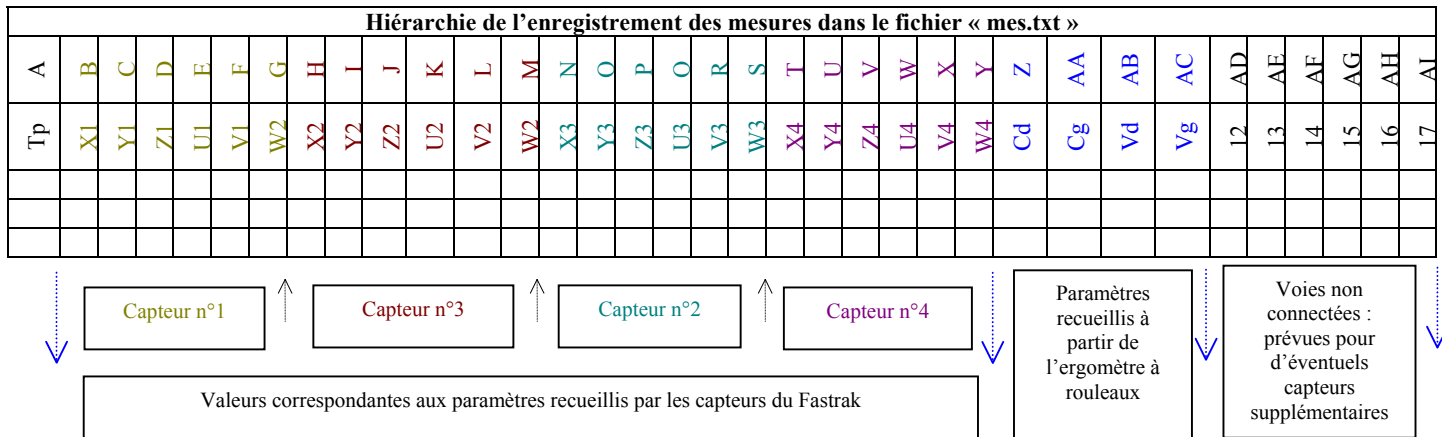 Hiérarchie de l'enregistrement des mesures dans le fichier « mes.txt »
A B C D E F G H I J K L M N O P O R S T U V W X Y Z AA AB AC AD AE AF AG AH AI
Tp X1 Y1 Z1 U1 V1 W2 X2 Y2 Z2 U2 V2 W2 X3 Y3 Z3 U3 V3 W3 X4 Y4 Z4 U4 V4 W4 Cd Cg Vd Vg 12 13 14 15 16 17
Capteur n°1
Capteur n°3
Capteur n°2
Capteur n°4
Valeurs correspondantes aux paramètres recueillis par les capteurs du Fastrak
Paramètres
recueillis à
partir de
l'ergomètre à
rouleaux
Voies non
connectées :
prévues pour
d'éventuels
capteurs
supplémentaires